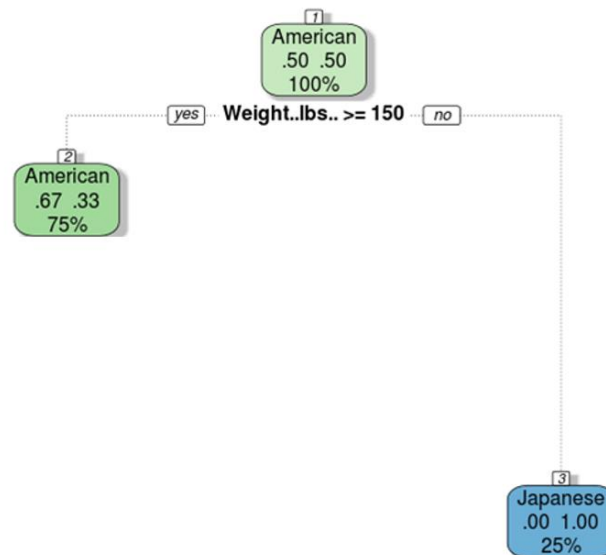 1
American
.50 .50
100%
yes Weight..lbs.. >= 150 no
2
American
.67 .33
75%
3
Japanese
.00 1.00
25%